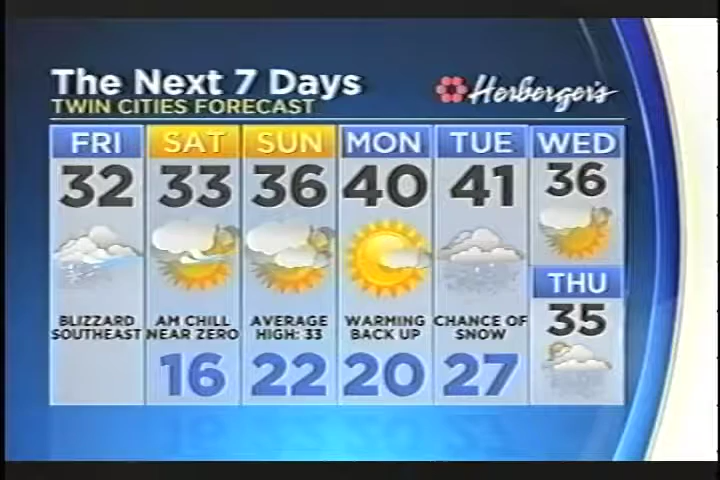 The Next 7 Days
TWIN CITIES FORECAST
Herberger's
FRI
32
BLIZZARD
SOUTHEAST
SAT
33
AM CHILL
NEAR ZERO
16
SUN
36
AVERAGE
HIGH: 33
22
MON
40
WARMING
BACK UP
20
TUE
41
CHANCE OF
SNOW
27
WED
36
THU
35